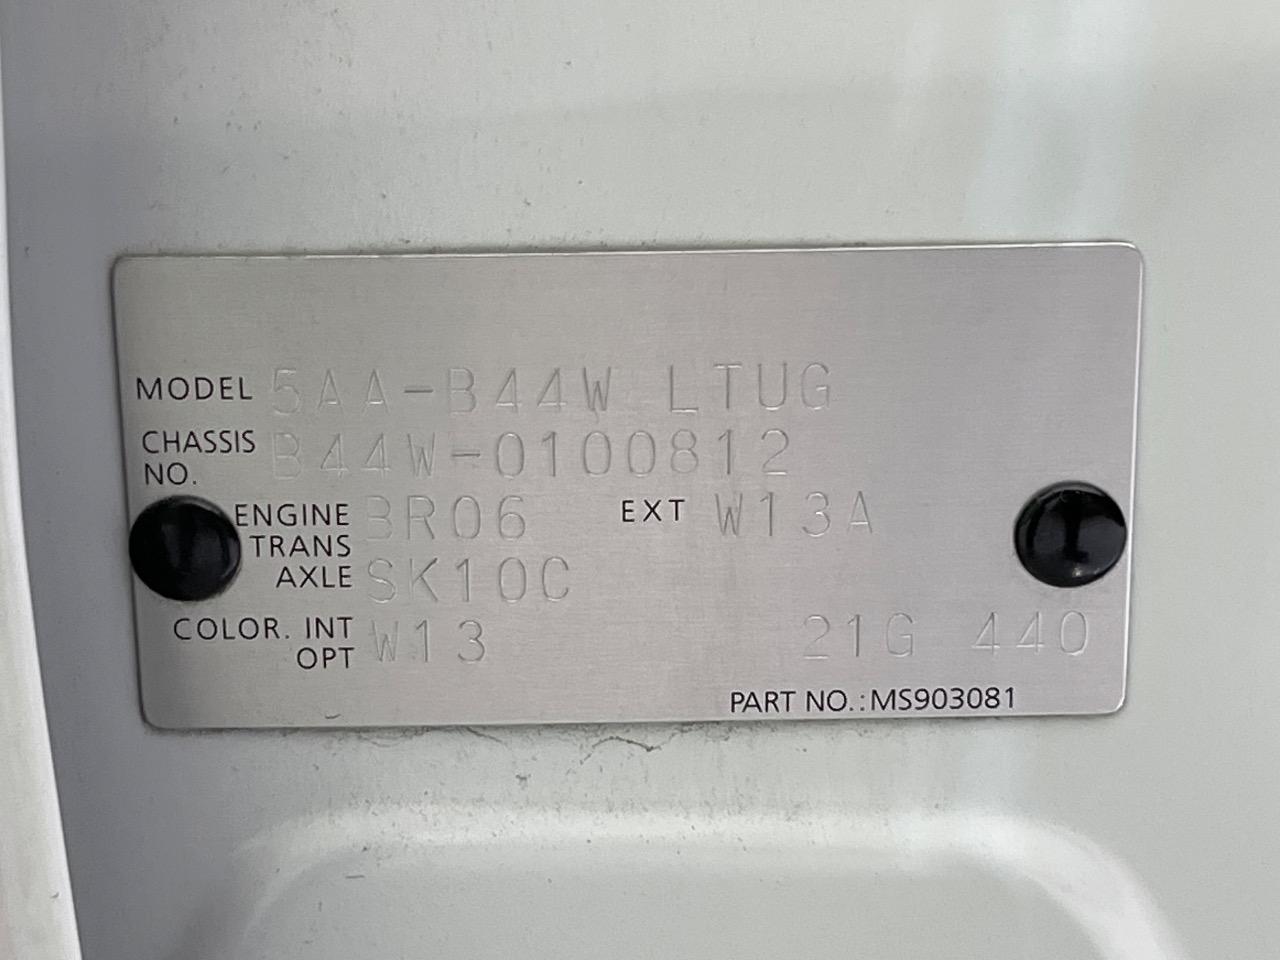 MODEL 5AA-B44W LTUG
CHASSIS NO. B44W-0100812
ENGINE BR06 EXT W13A
TRANS AXLE SK10C
COLOR. INT OPT W13 21G 440
PART NO.:MS903081